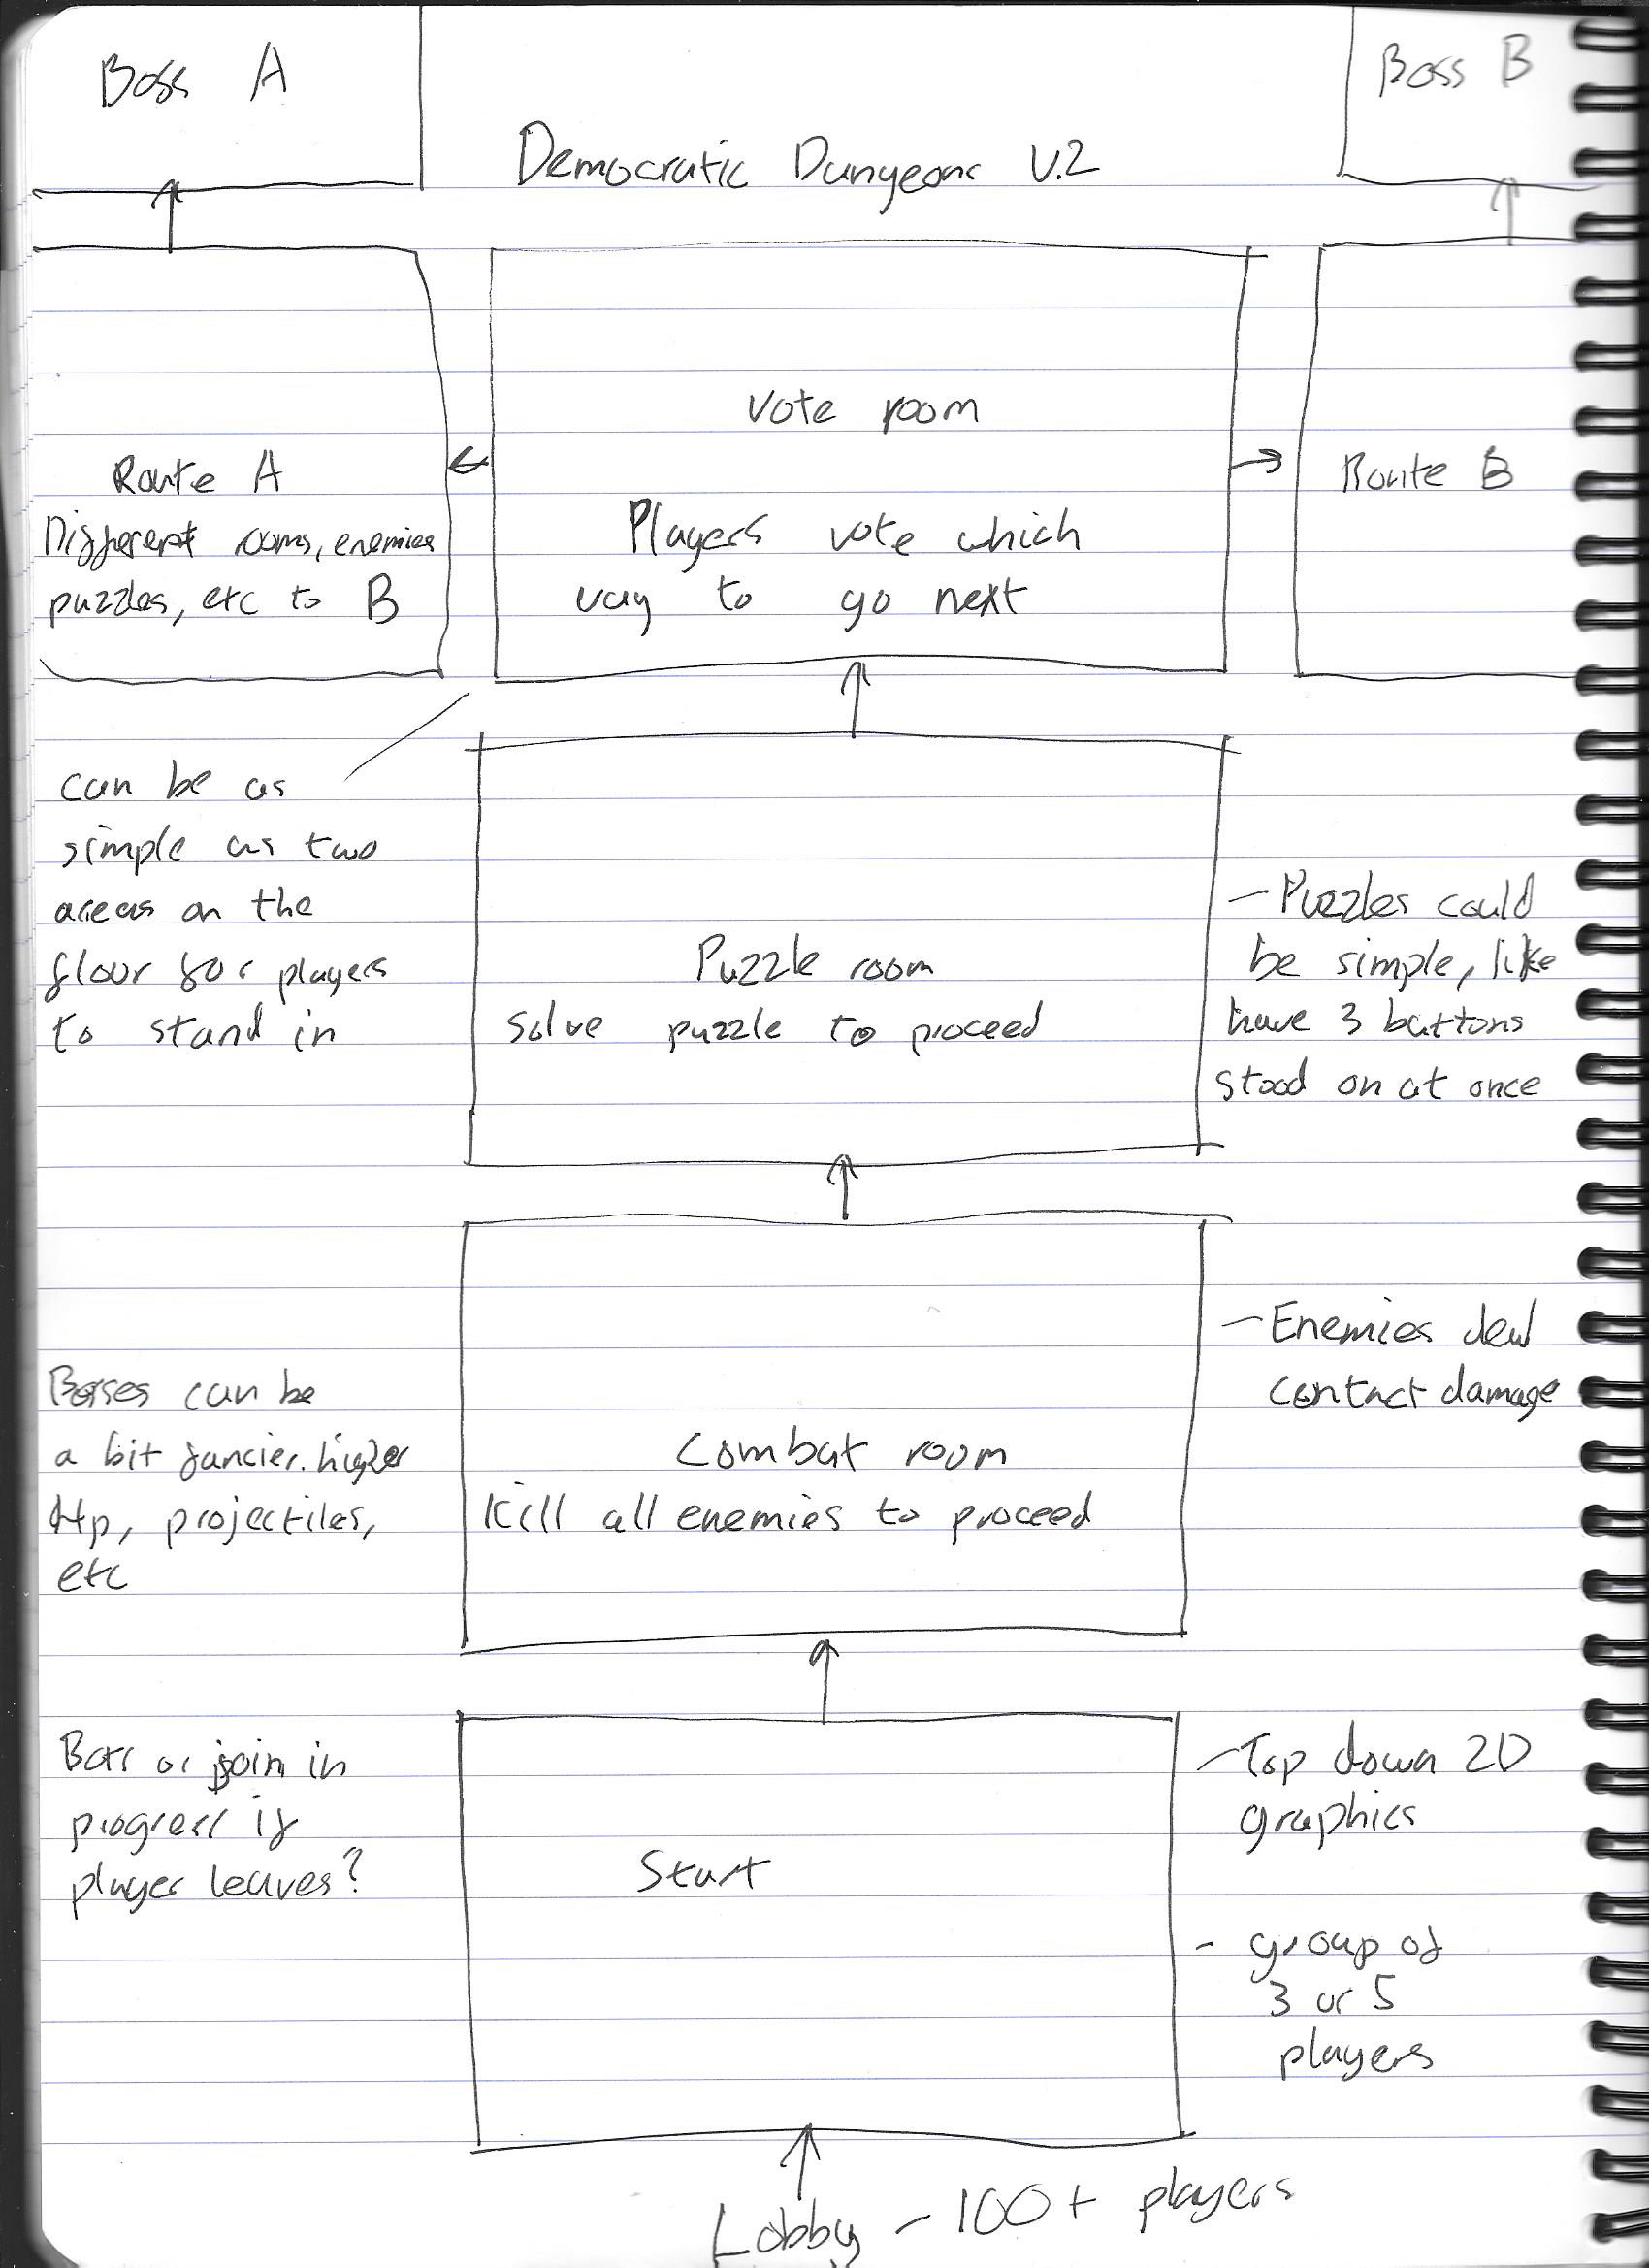 Boss A
Boss B
Democratic Dungeons V.2
Vote room
Players vote which
way to go next
Route A
Different rooms, enemies
puzzles, etc to B
Route B
can be as
simple as two
areas on the
floor for players
to stand in
Puzzle room
Solve puzzle to proceed
- Puzzles could
be simple, like
have 3 buttons
stood on at once
Combat room
Kill all enemies to proceed
- Enemies deal
contact damage
Bosses can be
a bit fancier. higher
Hp, projectiles,
etc
Start
Bots or join in
progress if
player leaves?
- Top down 2D
graphics
- group of
3 or 5
players
Lobby - 100+ players